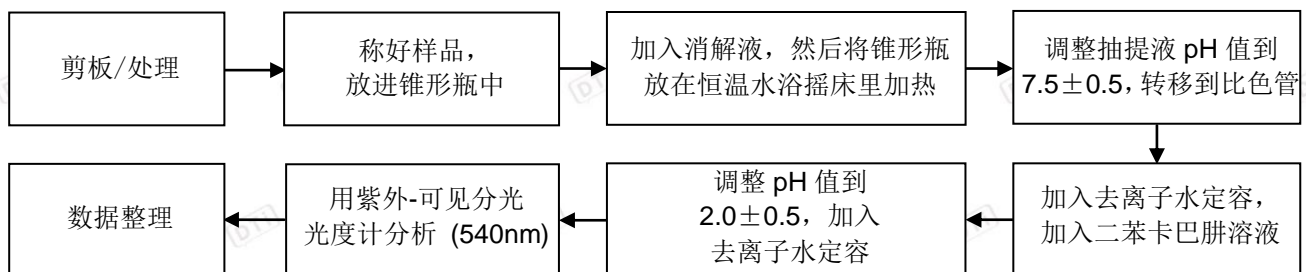 剪板/处理
称好样品，
放进锥形瓶中
加入消解液，然后将锥形瓶
放在恒温水浴摇床里加热
调整抽提液 pH 值到
7.5±0.5，转移到比色管
加入去离子水定容，
加入二苯卡巴肼溶液
调整 pH 值到
2.0±0.5，加入
去离子水定容
用紫外-可见分光
光度计分析 (540nm)
数据整理